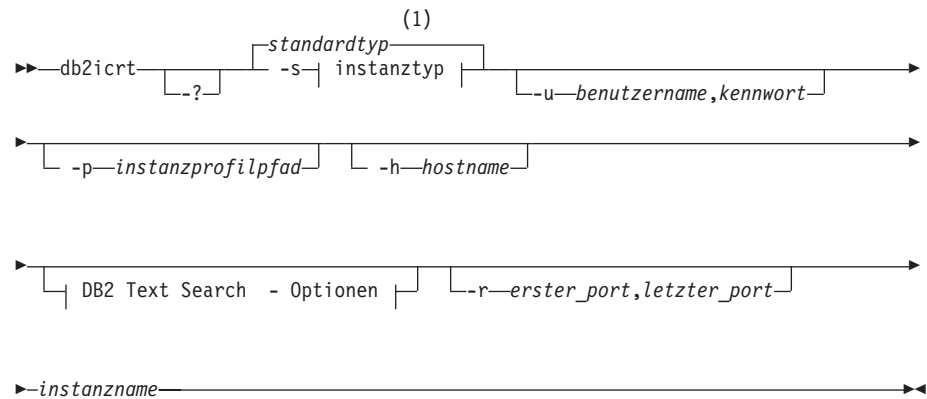 (1)
standardtyp
db2icrt -s instanztyp
-? -u benutzername,kennwort
-p instanzprofilpfad -h hostname
DB2 Text Search - Optionen -r erster_port,letzter_port
instanzname